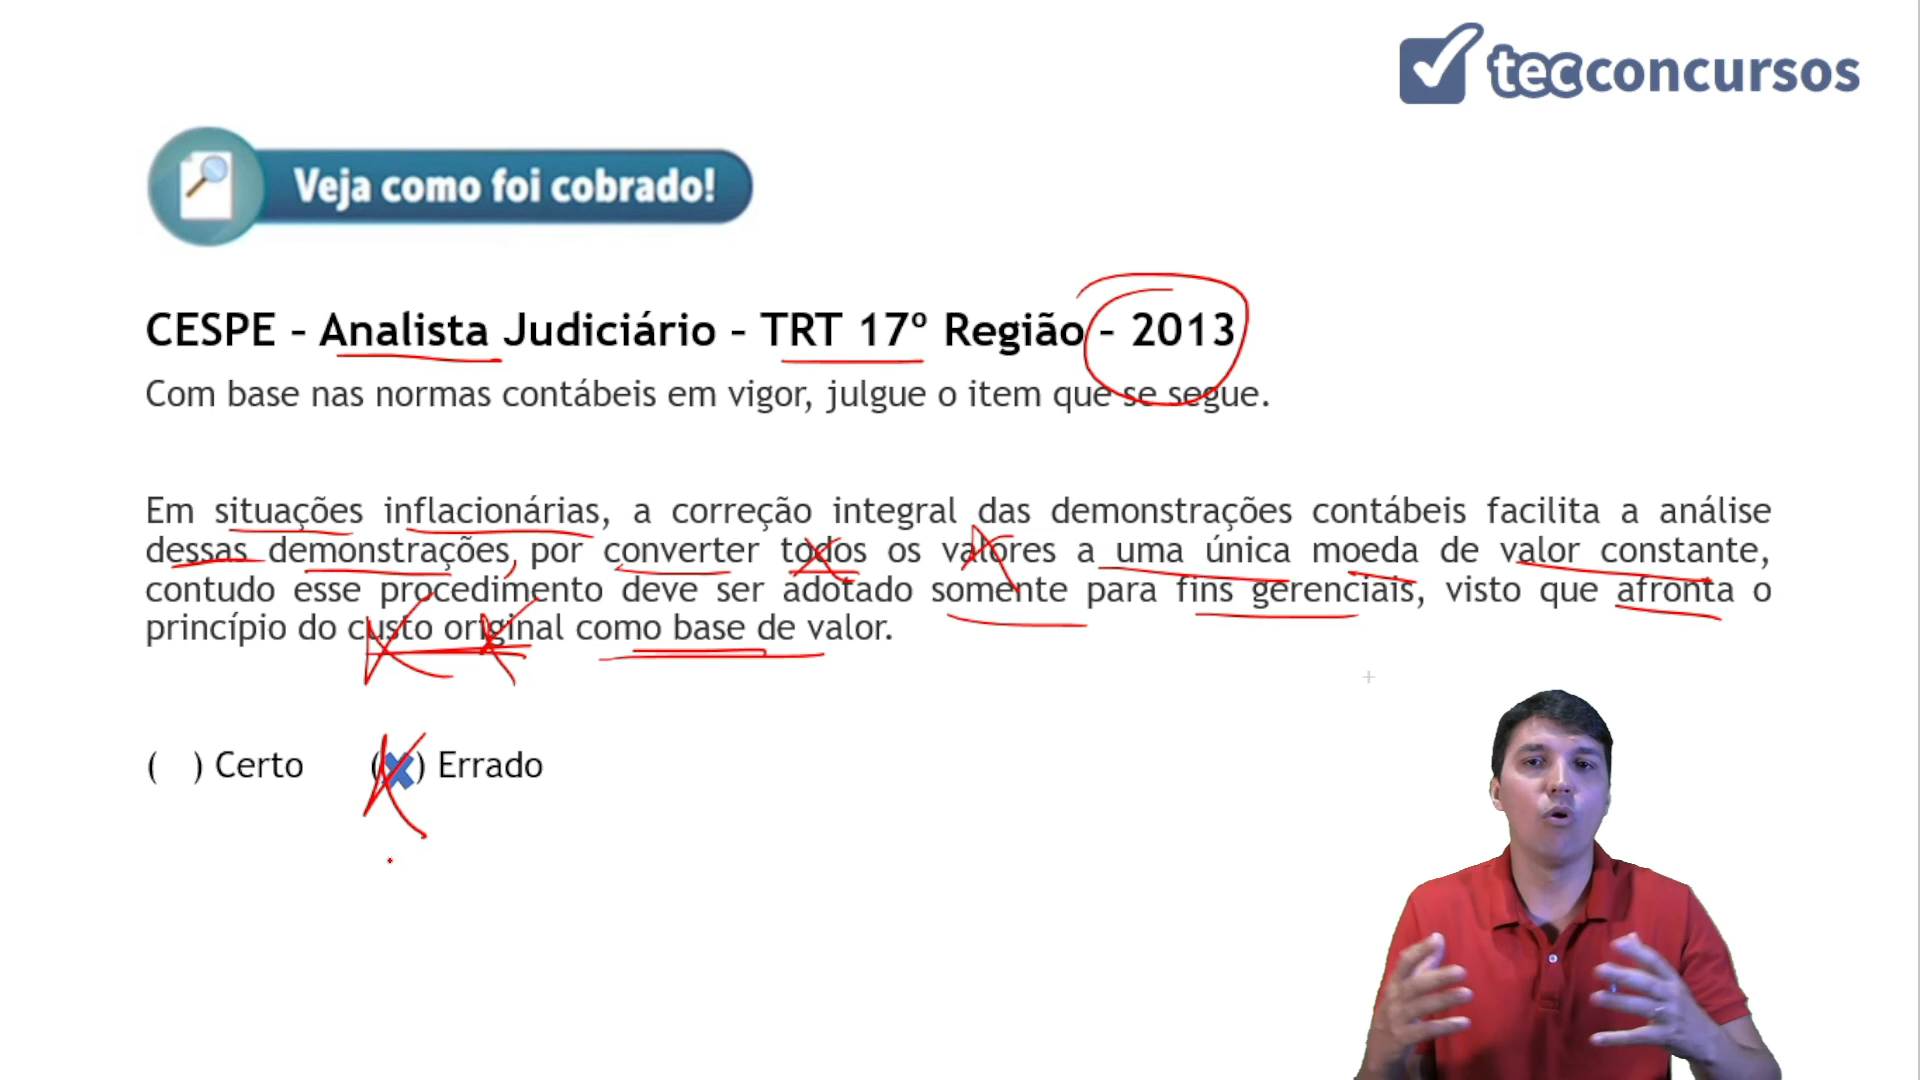 tecconcursos
Veja como foi cobrado!
CESPE – Analista Judiciário – TRT 17º Região – 2013
Com base nas normas contábeis em vigor, julgue o item que se segue.
Em situações inflacionárias, a correção integral das demonstrações contábeis facilita a análise
dessas demonstrações, por converter todos os valores a uma única moeda de valor constante,
contudo esse procedimento deve ser adotado somente para fins gerenciais, visto que afronta o
princípio do custo original como base de valor.
( ) Certo (X) Errado